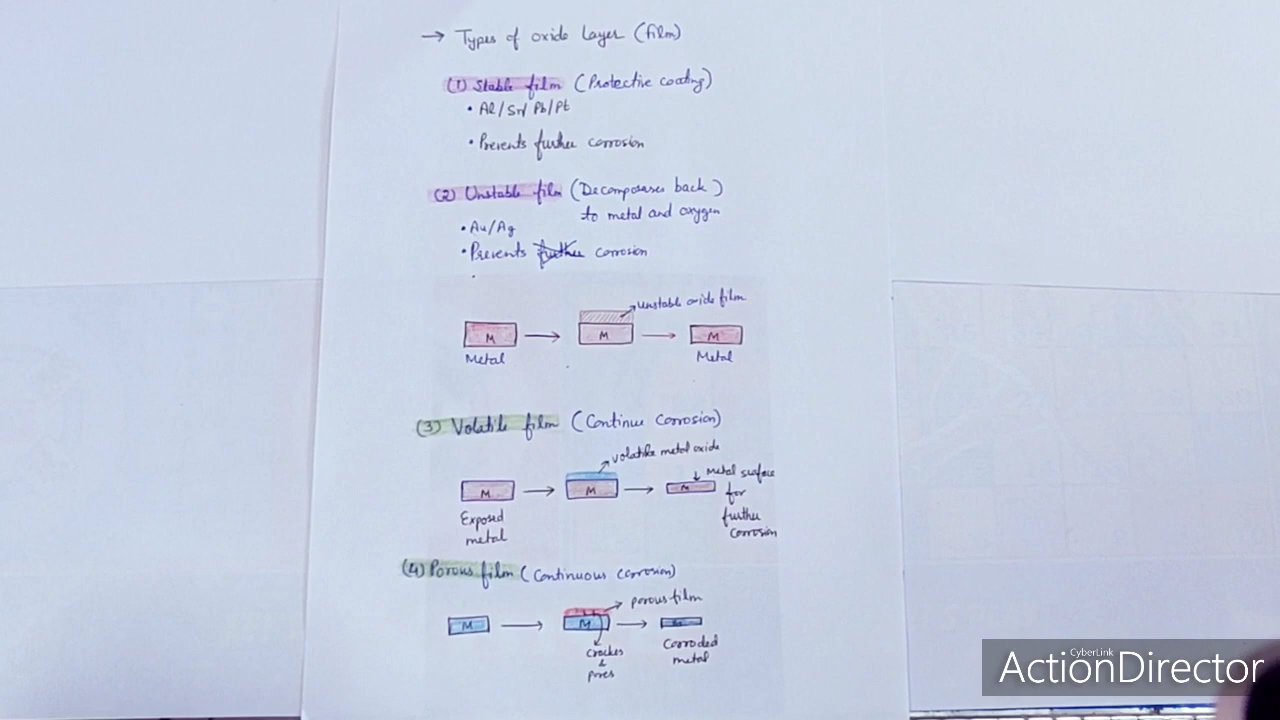 → Types of oxide Layer (film)
(1) Stable film (Protective coating)
• Al/Sn/Pb/Pt
• Prevents further corrosion
(2) Unstable film (Decomposes back)
to metal and oxygen
• Au/Ag
• Prevents further corrosion
unstable oxide film
M → M → M
Metal Metal
(3) Volatile film (Continue corrosion)
volatile metal oxide
M → M → M
Metal surface
for
further
corrosion
Exposed
metal
(4) Porous film (Continuous corrosion)
porous film
M → M →
cracks
&
pores
Corroded
metal
CyberLink
ActionDirector